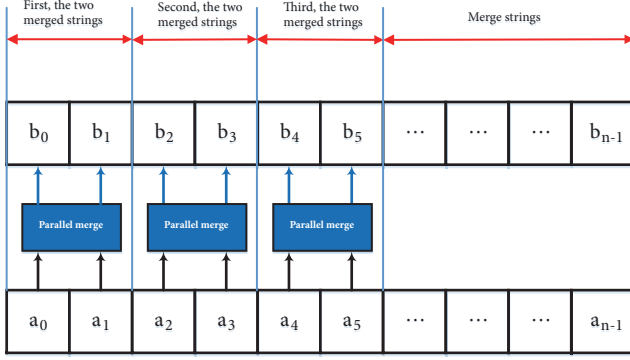 First, the two
merged strings
Second, the two
merged strings
Third, the two
merged strings
Merge strings
b0 b1 b2 b3 b4 b5 ... ... ... bn-1
Parallel merge Parallel merge Parallel merge
a0 a1 a2 a3 a4 a5 ... ... ... an-1